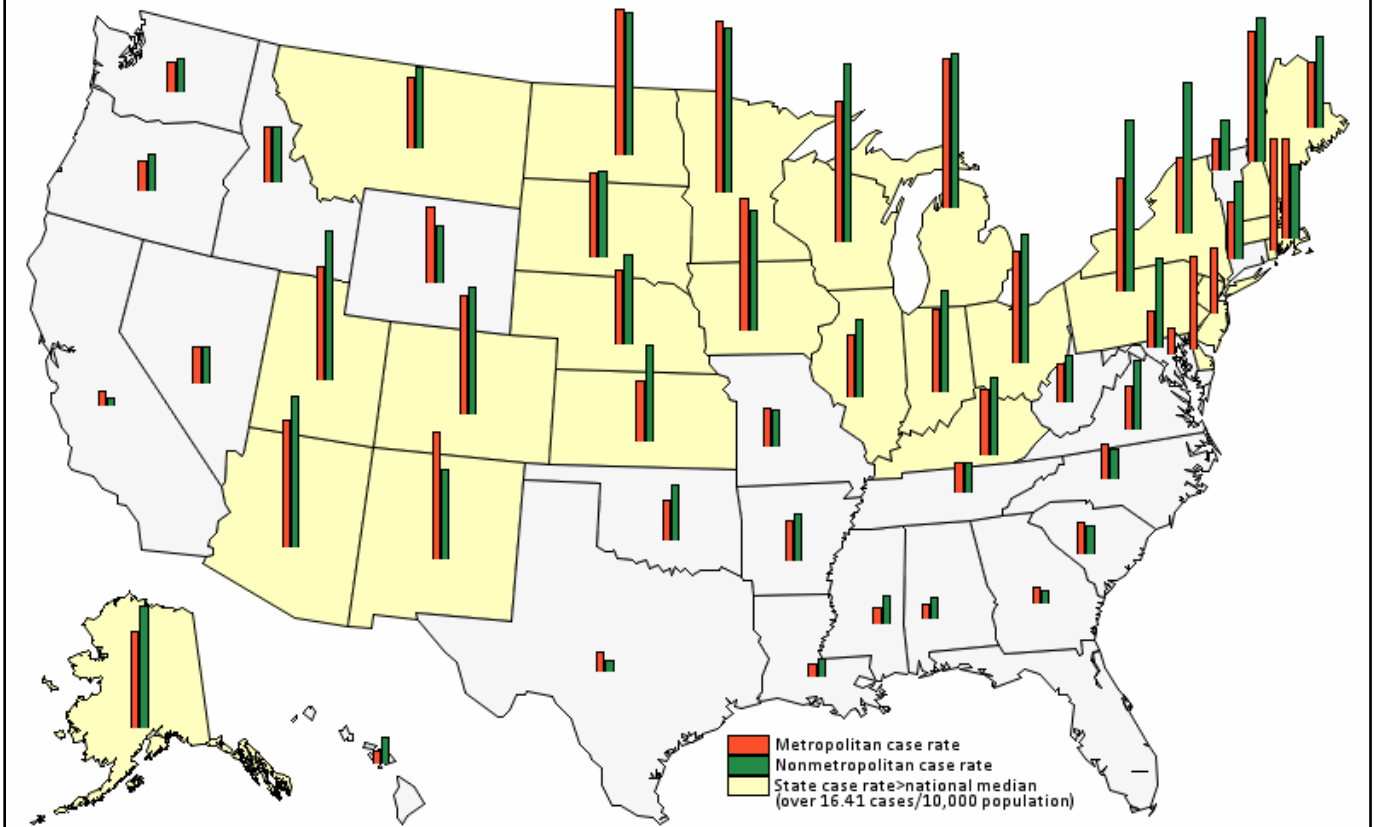 Metropolitan case rate
Nonmetropolitan case rate
State case rate>national median
(over 16.41 cases/10,000 population)